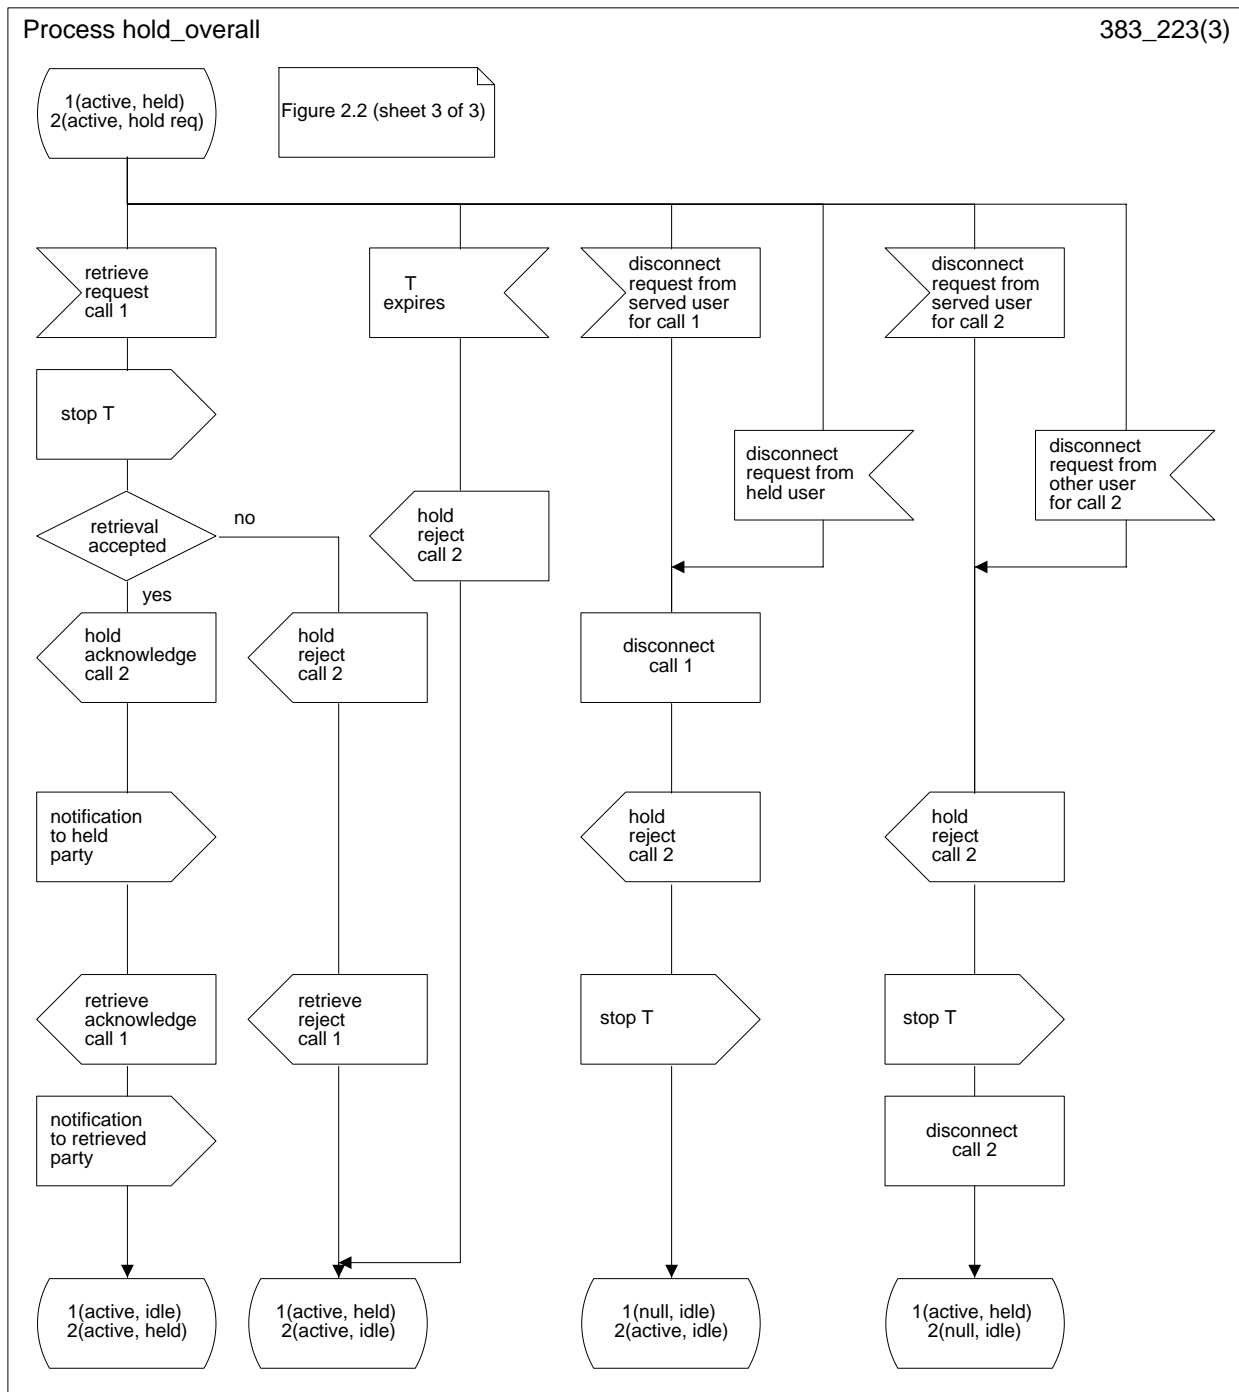 Process hold_overall
383_223(3)
1(active, held)
2(active, hold req)
Figure 2.2 (sheet 3 of 3)
retrieve
request
call 1
T
expires
disconnect
request from
served user
for call 1
disconnect
request from
served user
for call 2
stop T
disconnect
request from
held user
disconnect
request from
other user
for call 2
retrieval
accepted
no
yes
hold
reject
call 2
hold
acknowledge
call 2
hold
reject
call 2
disconnect
call 1
notification
to held
party
hold
reject
call 2
hold
reject
call 2
retrieve
acknowledge
call 1
retrieve
reject
call 1
stop T
stop T
notification
to retrieved
party
disconnect
call 2
1(active, idle)
2(active, held)
1(active, held)
2(active, idle)
1(null, idle)
2(active, idle)
1(active, held)
2(null, idle)